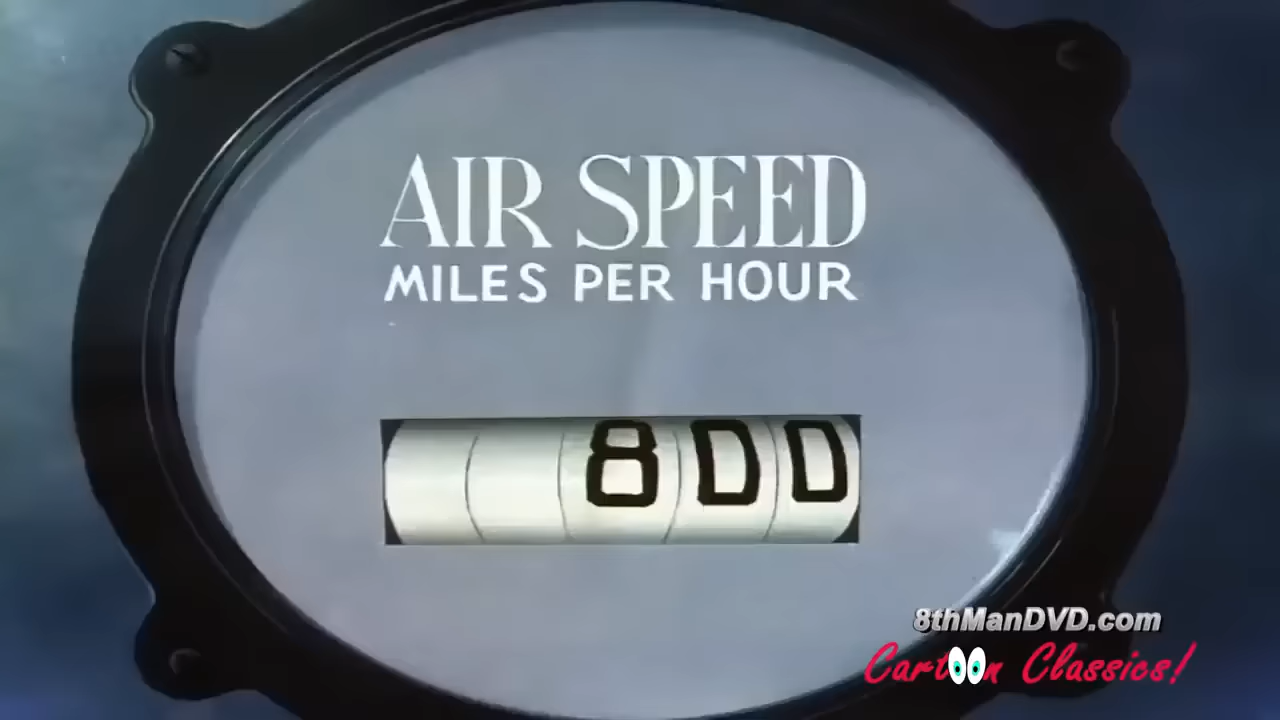 AIR SPEED
MILES PER HOUR
800
8thManDVD.com
Cartoon Classics!